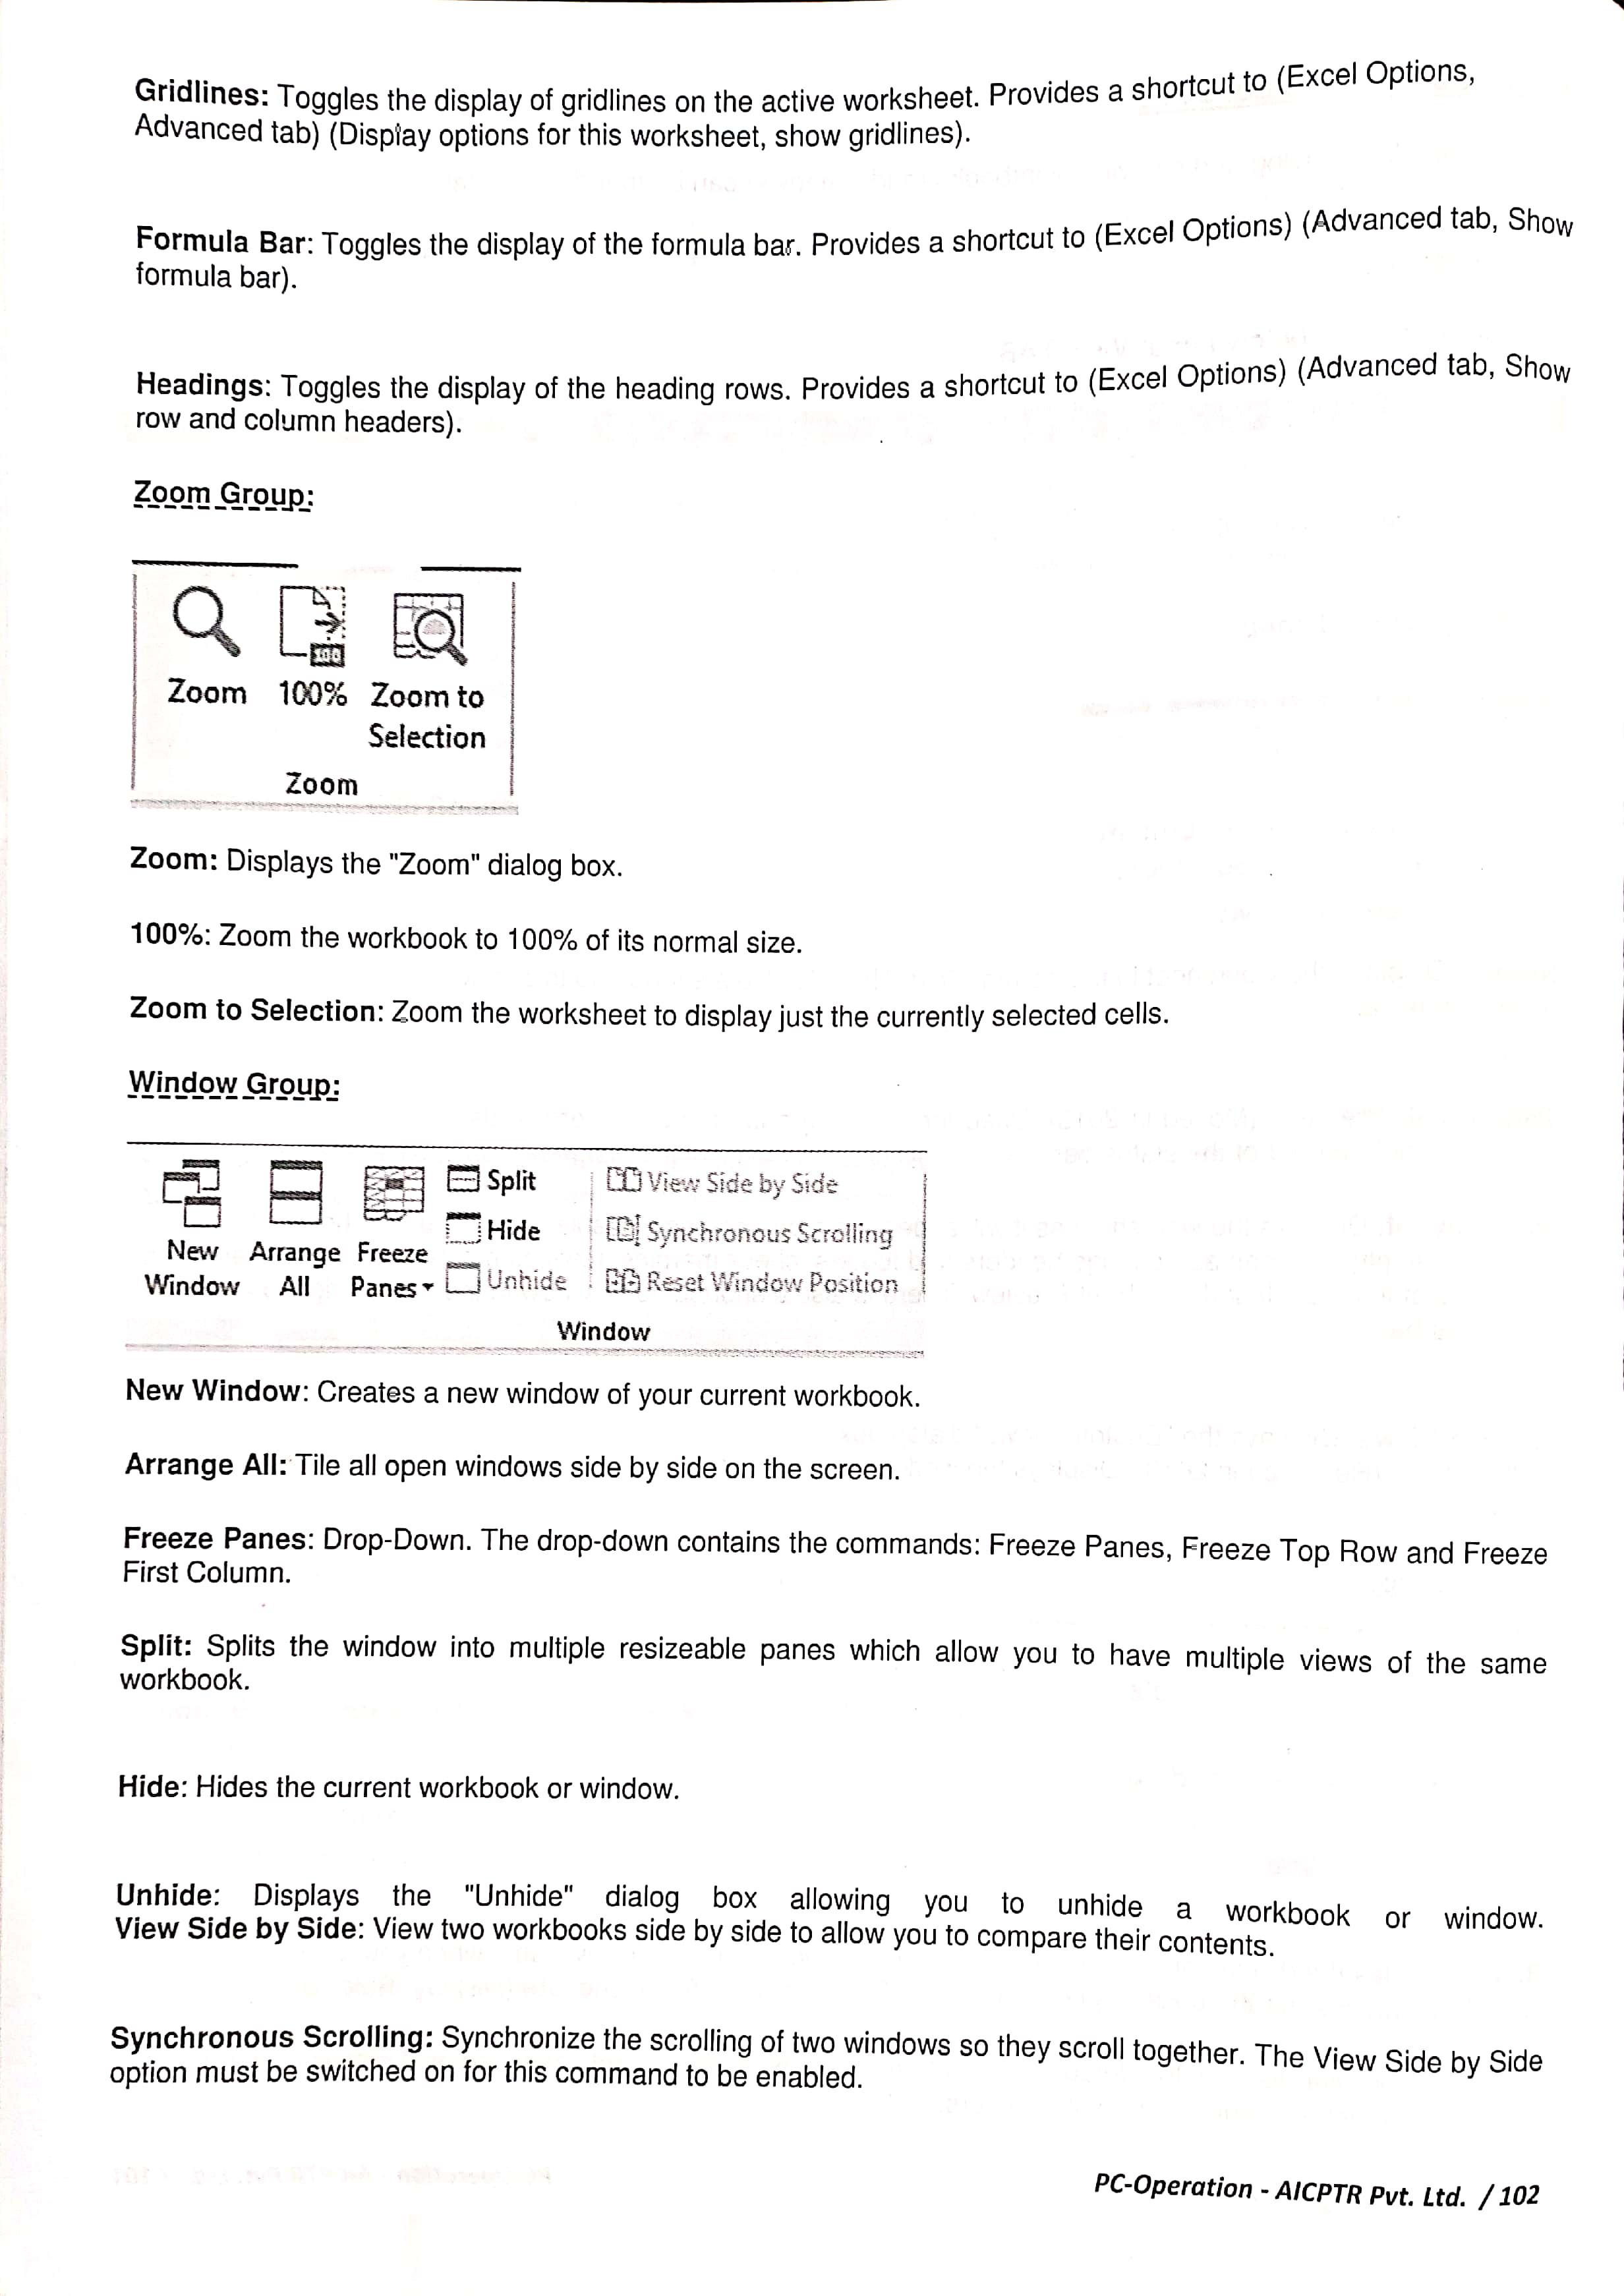 Gridlines: Toggles the display of gridlines on the active worksheet. Provides a shortcut to (Excel Options,
Advanced tab) (Display options for this worksheet, show gridlines).
Formula Bar: Toggles the display of the formula bar. Provides a shortcut to (Excel Options) (Advanced tab, Show
formula bar).
Headings: Toggles the display of the heading rows. Provides a shortcut to (Excel Options) (Advanced tab, Show
row and column headers).
Zoom Group:
100
Zoom 100% Zoom to
Selection
Zoom
Zoom: Displays the "Zoom" dialog box.
100%: Zoom the workbook to 100% of its normal size.
Zoom to Selection: Zoom the worksheet to display just the currently selected cells.
Window Group:
New
Window
Arrange
All
Freeze
Panes
Split
Hide
Unhide
View Side by Side
Synchronous Scrolling
Reset Window Position
Window
New Window: Creates a new window of your current workbook.
Arrange All: Tile all open windows side by side on the screen.
Freeze Panes: Drop-Down. The drop-down contains the commands: Freeze Panes, Freeze Top Row and Freeze
First Column.
Split: Splits the window into multiple resizeable panes which allow you to have multiple views of the same
workbook.
Hide: Hides the current workbook or window.
Unhide: Displays the "Unhide" dialog box allowing you to unhide a workbook or window.
View Side by Side: View two workbooks side by side to allow you to compare their contents.
Synchronous Scrolling: Synchronize the scrolling of two windows so they scroll together. The View Side by Side
option must be switched on for this command to be enabled.
PC-Operation - AICPTR Pvt. Ltd. / 102